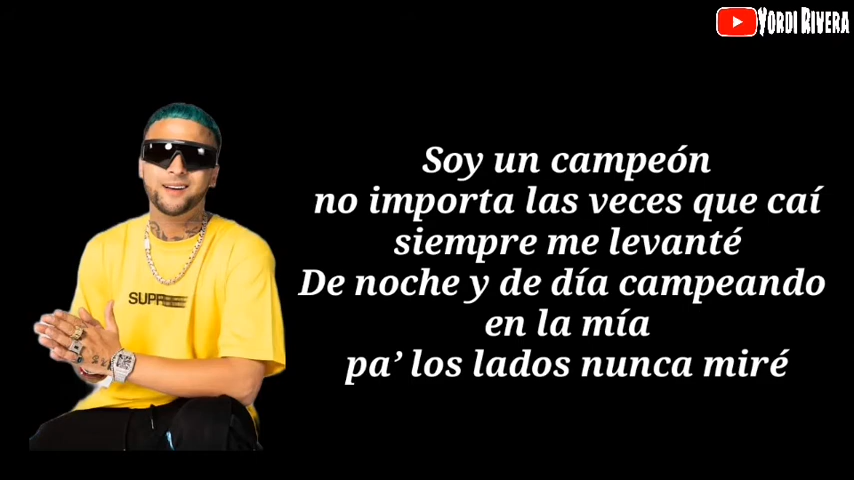 YORDI RIVERA
Soy un campeón
no importa las veces que caí
siempre me levanté
De noche y de día campeando
en la mía
pa’ los lados nunca miré